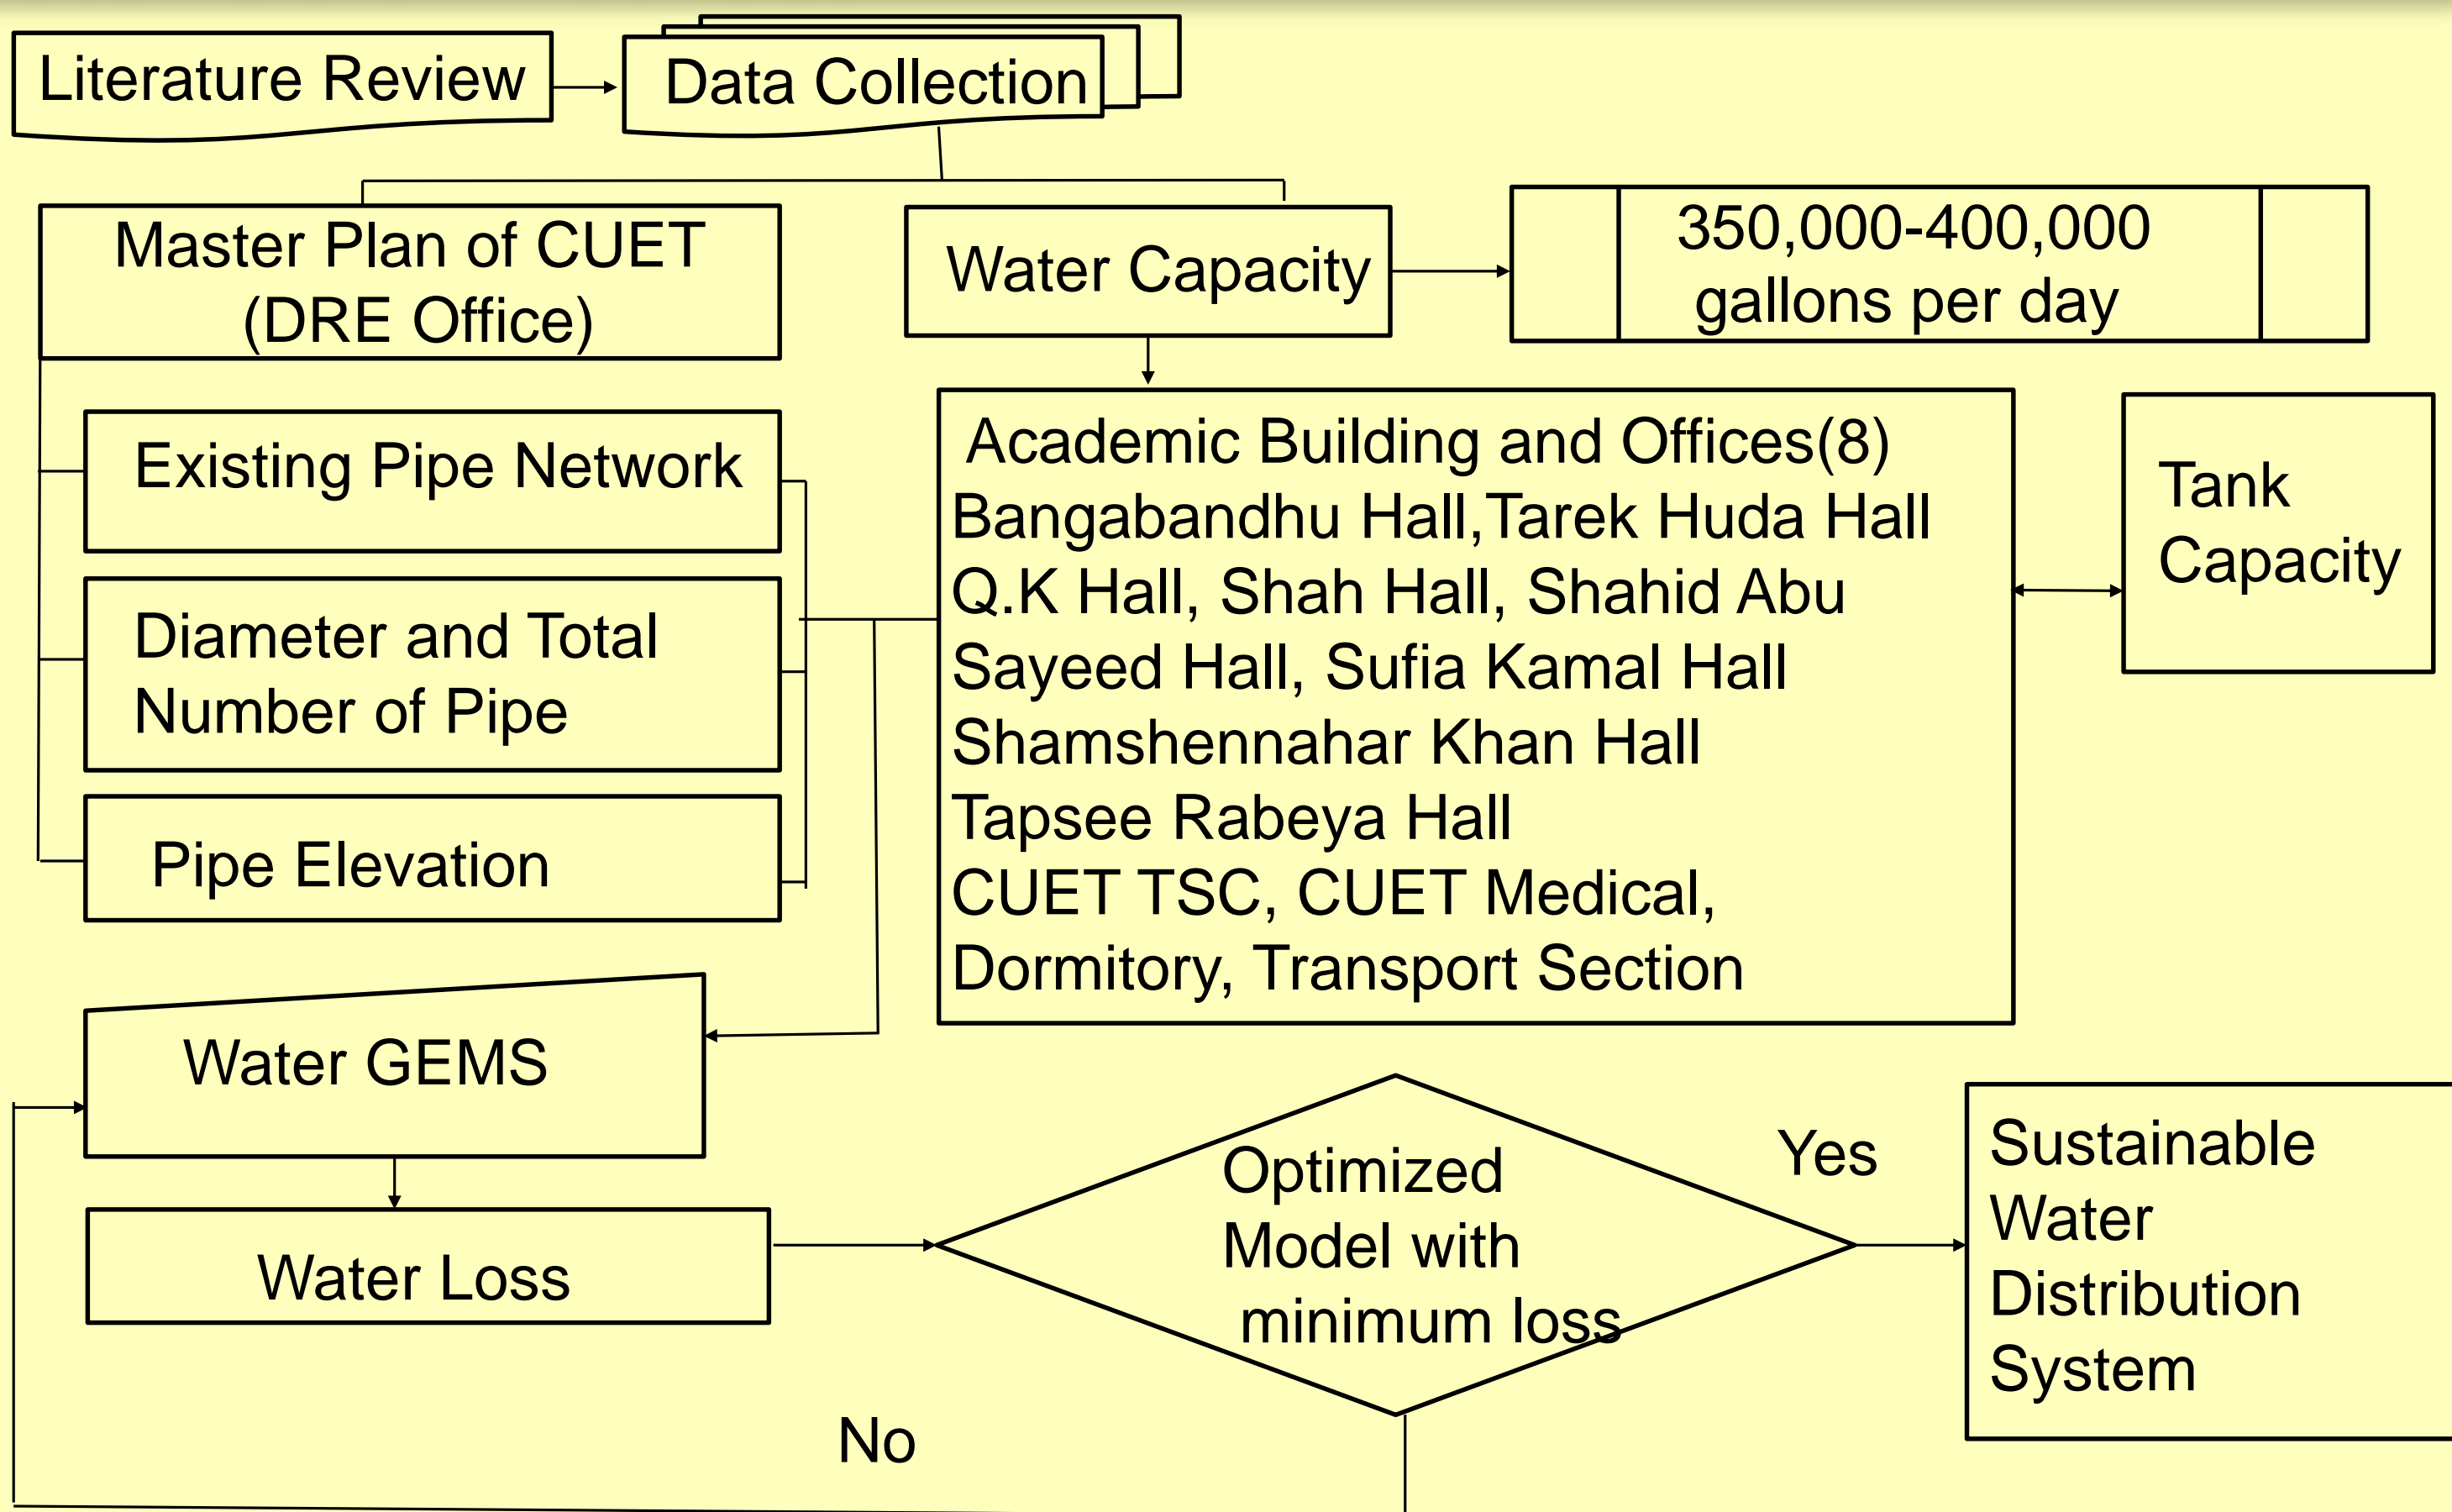 Literature Review
Data Collection
Master Plan of CUET
(DRE Office)
Water Capacity
350,000-400,000
gallons per day
Existing Pipe Network
Diameter and Total
Number of Pipe
Pipe Elevation
Academic Building and Offices(8)
Bangabandhu Hall,Tarek Huda Hall
Q.K Hall, Shah Hall, Shahid Abu
Sayeed Hall, Sufia Kamal Hall
Shamshennahar Khan Hall
Tapsee Rabeya Hall
CUET TSC, CUET Medical,
Dormitory, Transport Section
Tank
Capacity
Water GEMS
Water Loss
Optimized
Model with
minimum loss
Yes
No
Sustainable
Water
Distribution
System